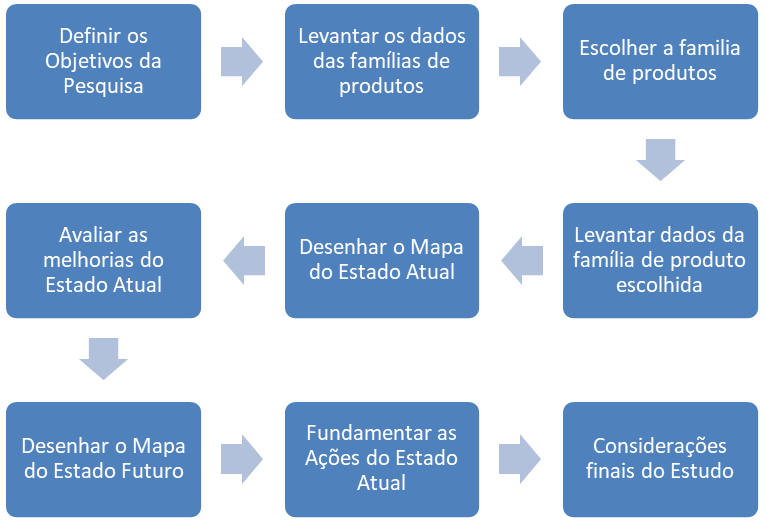 Definir os
Objetivos da
Pesquisa
Levantar os dados
das famílias de
produtos
Escolher a familia
de produtos
Levantar dados da
família de produto
escolhida
Desenhar o Mapa
do Estado Atual
Avaliar as
melhorias do
Estado Atual
Desenhar o Mapa
do Estado Futuro
Fundamentar as
Ações do Estado
Atual
Considerações
finais do Estudo